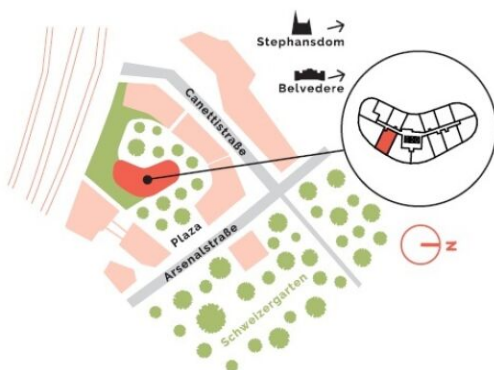 Stephansdom
Belvedere
Canettistraße
Plaza
Arsenalstraße
Schweizergarten
N